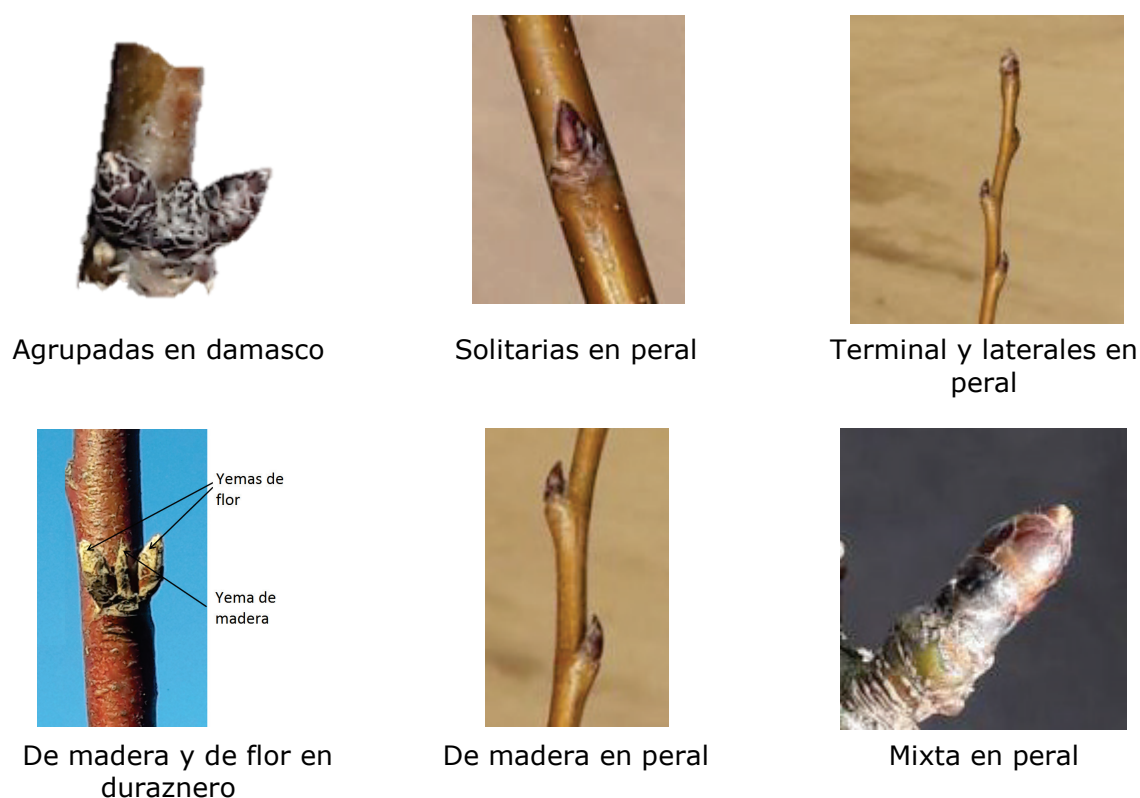 Agrupadas en damasco
Solitarias en peral
Terminal y laterales en
peral
Yemas de
flor
Yema de
madera
De madera y de flor en
duraznero
De madera en peral
Mixta en peral